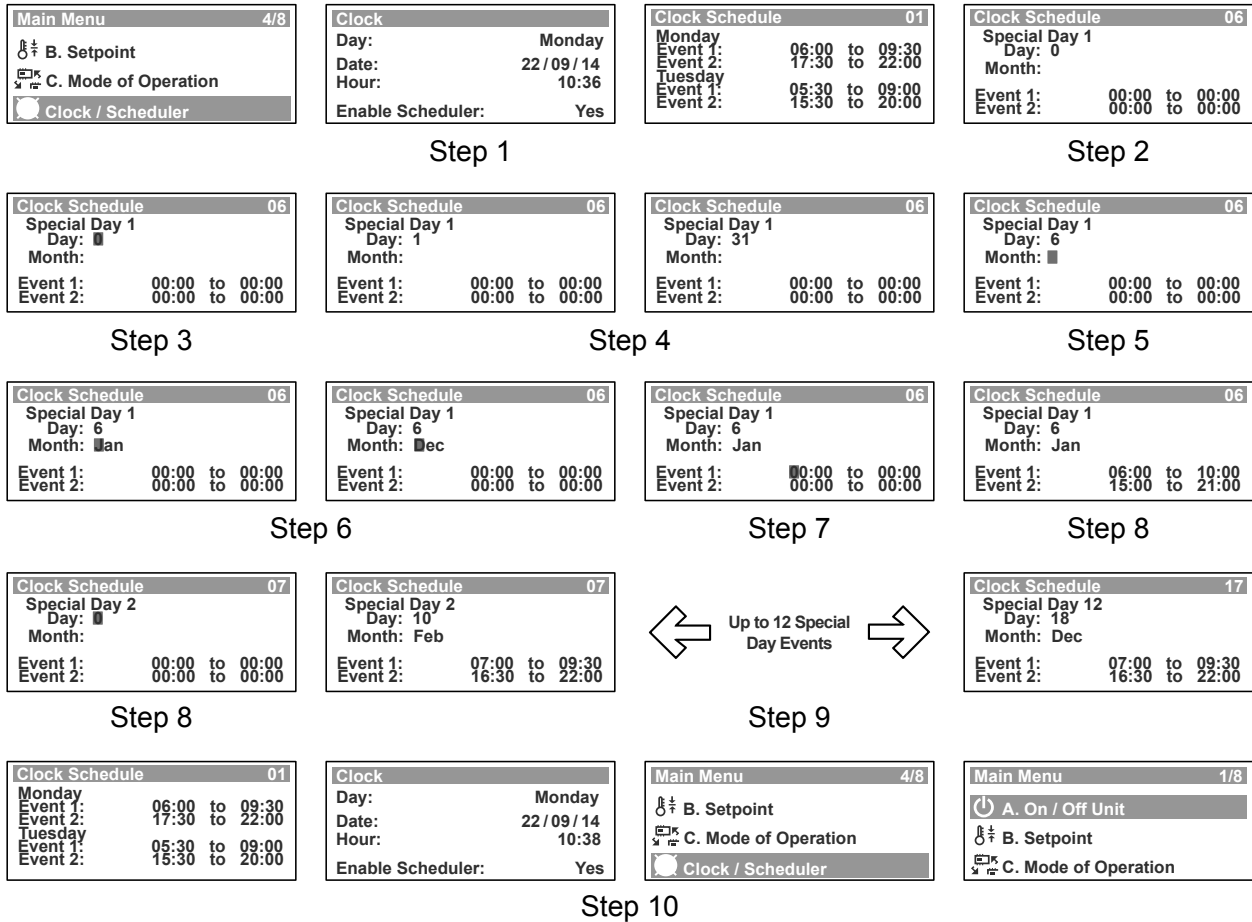 Main Menu 4/8
B. Setpoint
C. Mode of Operation
Clock / Scheduler
Clock
Day: Monday
Date: 22/09/14
Hour: 10:36
Enable Scheduler: Yes
Clock Schedule 01
Monday
Event 1: 06:00 to 09:30
Event 2: 17:30 to 22:00
Tuesday
Event 1: 05:30 to 09:00
Event 2: 15:30 to 20:00
Clock Schedule 06
Special Day 1
Day: 0
Month:
Event 1: 00:00 to 00:00
Event 2: 00:00 to 00:00
Step 1
Step 2
Clock Schedule 06
Special Day 1
Day: 0
Month:
Event 1: 00:00 to 00:00
Event 2: 00:00 to 00:00
Clock Schedule 06
Special Day 1
Day: 1
Month:
Event 1: 00:00 to 00:00
Event 2: 00:00 to 00:00
Clock Schedule 06
Special Day 1
Day: 31
Month:
Event 1: 00:00 to 00:00
Event 2: 00:00 to 00:00
Clock Schedule 06
Special Day 1
Day: 6
Month:
Event 1: 00:00 to 00:00
Event 2: 00:00 to 00:00
Step 3
Step 4
Step 5
Clock Schedule 06
Special Day 1
Day: 6
Month: Jan
Event 1: 00:00 to 00:00
Event 2: 00:00 to 00:00
Clock Schedule 06
Special Day 1
Day: 6
Month: Dec
Event 1: 00:00 to 00:00
Event 2: 00:00 to 00:00
Clock Schedule 06
Special Day 1
Day: 6
Month: Jan
Event 1: 00:00 to 00:00
Event 2: 00:00 to 00:00
Clock Schedule 06
Special Day 1
Day: 6
Month: Jan
Event 1: 06:00 to 10:00
Event 2: 15:00 to 21:00
Step 6
Step 7
Step 8
Clock Schedule 07
Special Day 2
Day: 0
Month:
Event 1: 00:00 to 00:00
Event 2: 00:00 to 00:00
Clock Schedule 07
Special Day 2
Day: 10
Month: Feb
Event 1: 07:00 to 09:30
Event 2: 16:30 to 22:00
Up to 12 Special
Day Events
Clock Schedule 17
Special Day 12
Day: 18
Month: Dec
Event 1: 07:00 to 09:30
Event 2: 16:30 to 22:00
Step 8
Step 9
Clock Schedule 01
Monday
Event 1: 06:00 to 09:30
Event 2: 17:30 to 22:00
Tuesday
Event 1: 05:30 to 09:00
Event 2: 15:30 to 20:00
Clock
Day: Monday
Date: 22/09/14
Hour: 10:38
Enable Scheduler: Yes
Main Menu 4/8
B. Setpoint
C. Mode of Operation
Clock / Scheduler
Main Menu 1/8
A. On / Off Unit
B. Setpoint
C. Mode of Operation
Step 10